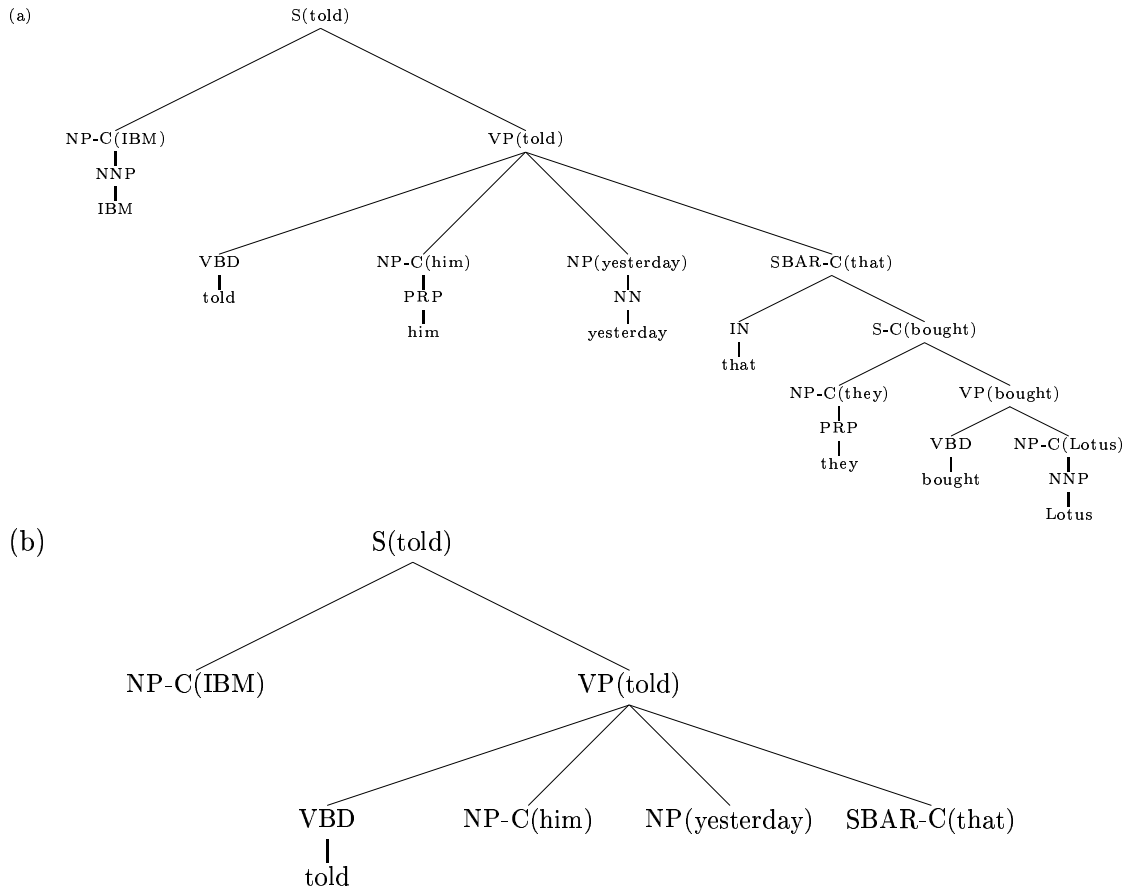 (a) S(told)
NP-C(IBM) VP(told)
NNP
IBM
VBD NP-C(him) NP(yesterday) SBAR-C(that)
told PRP NN
him yesterday
IN S-C(bought)
that
NP-C(they) VP(bought)
PRP
they
VBD NP-C(Lotus)
bought NNP
Lotus
(b) S(told)
NP-C(IBM) VP(told)
VBD NP-C(him) NP(yesterday) SBAR-C(that)
told